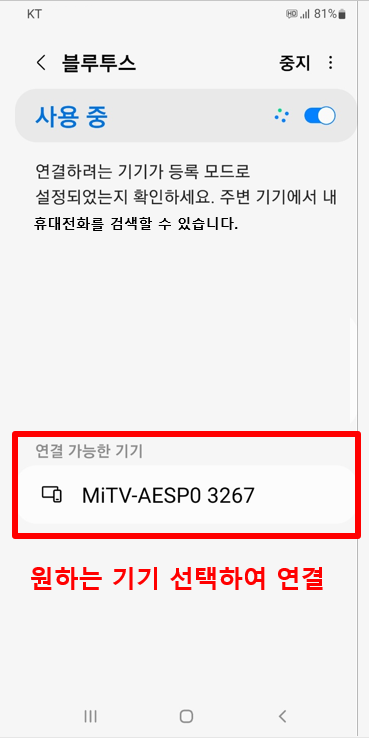 KT
81%
블루투스
중지
사용 중
연결하려는 기기가 등록 모드로
설정되었는지 확인하세요. 주변 기기에서 내
휴대전화를 검색할 수 있습니다.
연결 가능한 기기
MiTV-AESP0 3267
원하는 기기 선택하여 연결